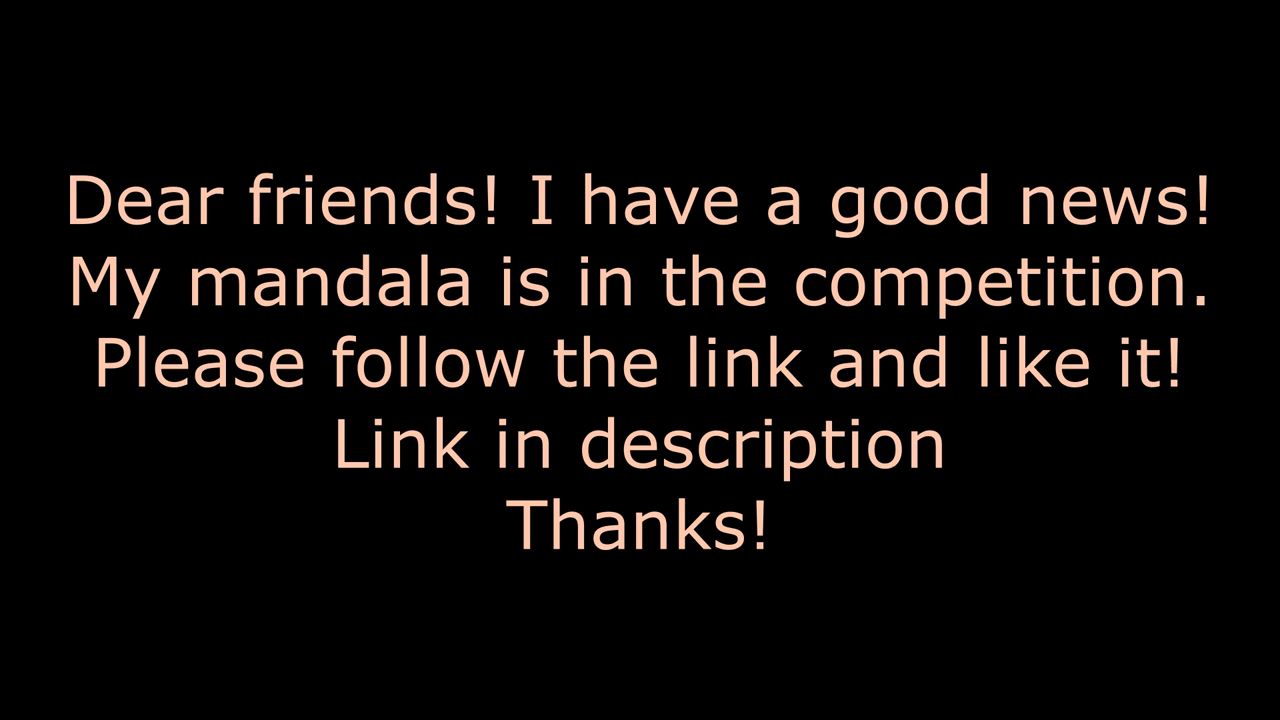 Dear friends! I have a good news!
My mandala is in the competition.
Please follow the link and like it!
Link in description
Thanks!